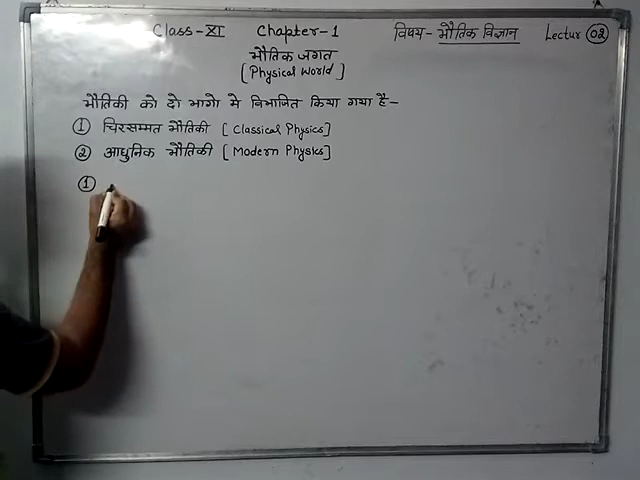 Class-XI Chapter-1 विषय- भौतिक विज्ञान Lectur 02
भौतिक जगत
[Physical World]
भौतिकी को दो भागो मे विभाजित किया गया है-
① चिरसम्मत भौतिकी [Classical Physics]
② आधुनिक भौतिकी [Modern Physics]
①